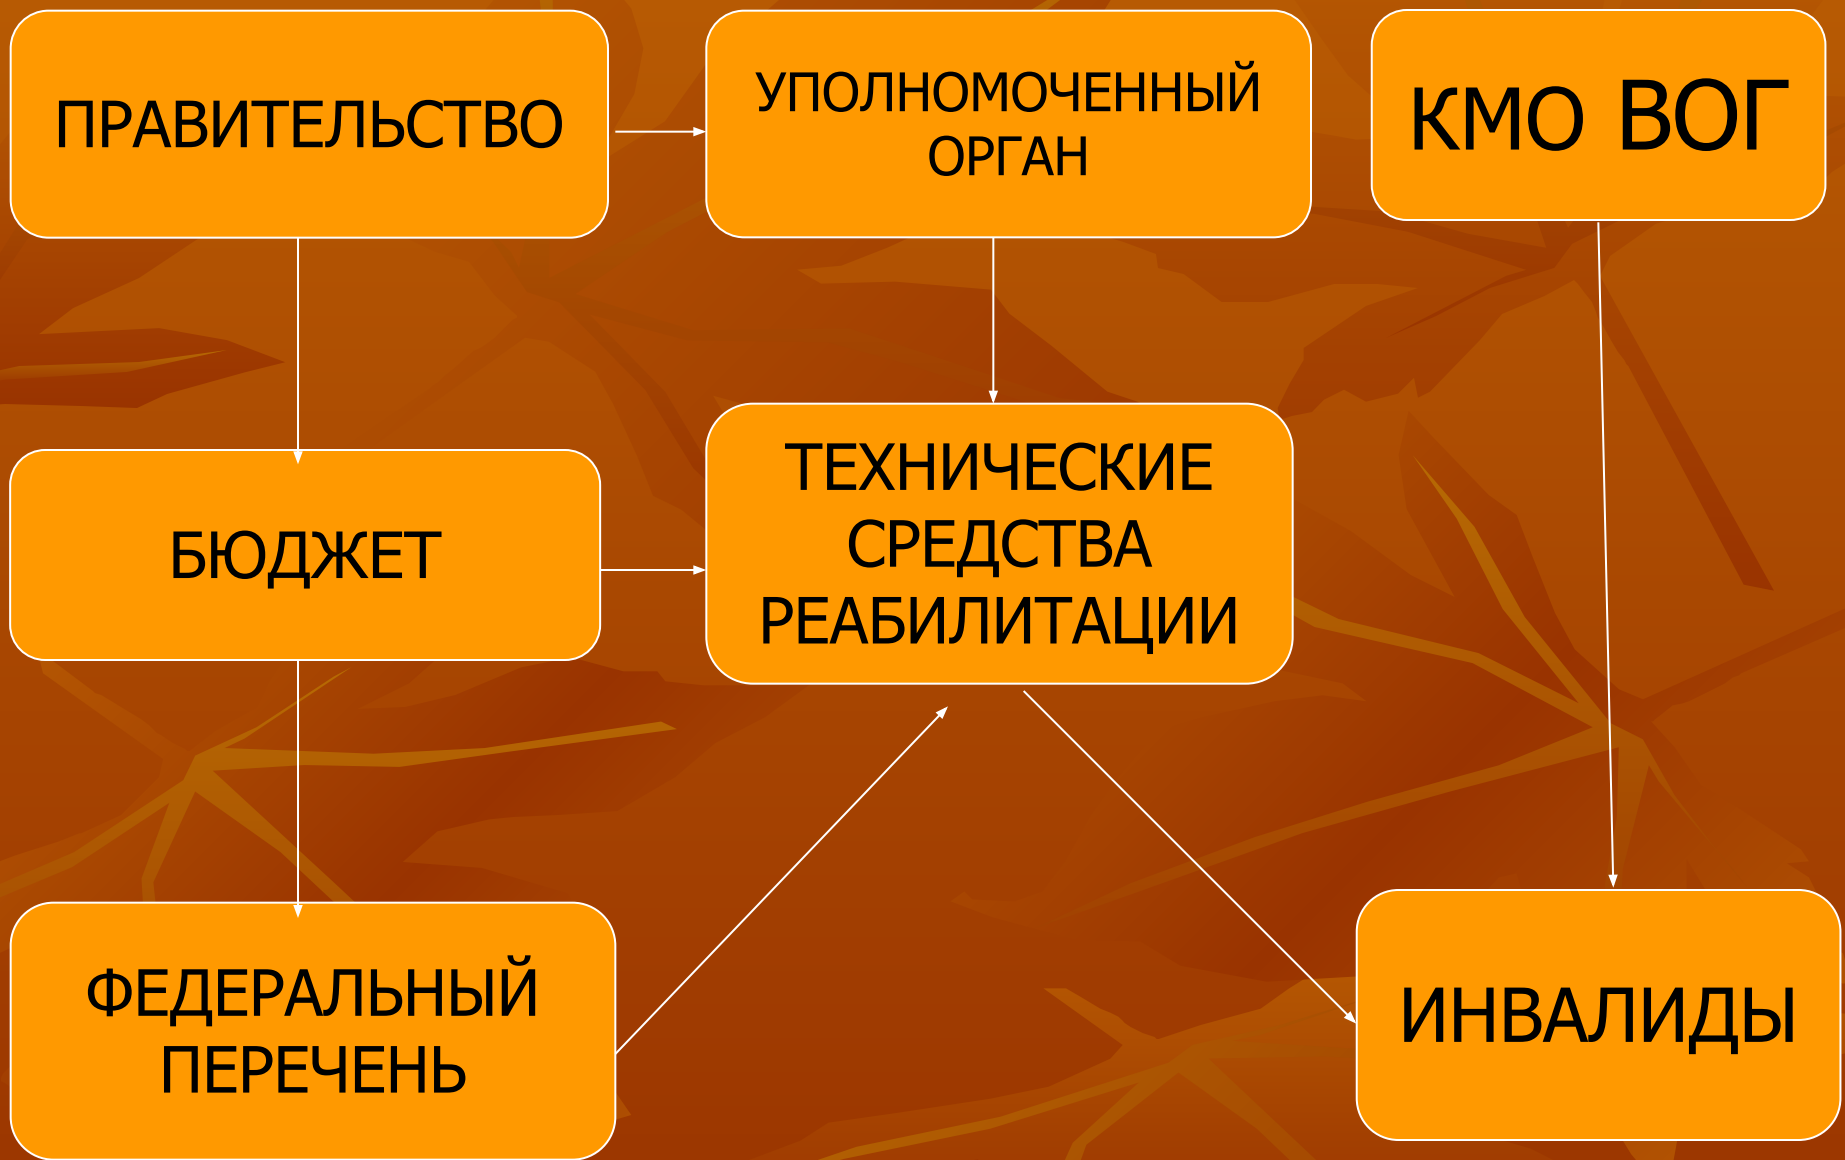 ПРАВИТЕЛЬСТВО
УПОЛНОМОЧЕННЫЙ
ОРГАН
КМО ВОГ
БЮДЖЕТ
ТЕХНИЧЕСКИЕ
СРЕДСТВА
РЕАБИЛИТАЦИИ
ФЕДЕРАЛЬНЫЙ
ПЕРЕЧЕНЬ
ИНВАЛИДЫ